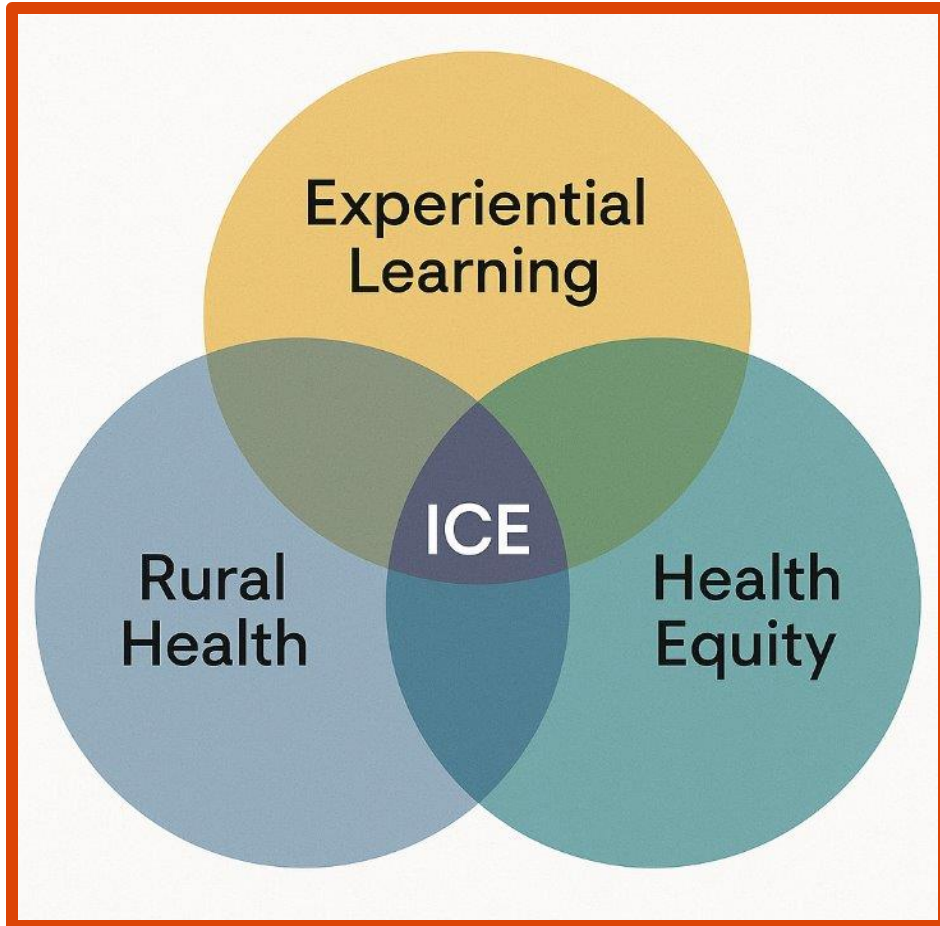 Experiential
Learning
ICE
Rural
Health
Health
Equity